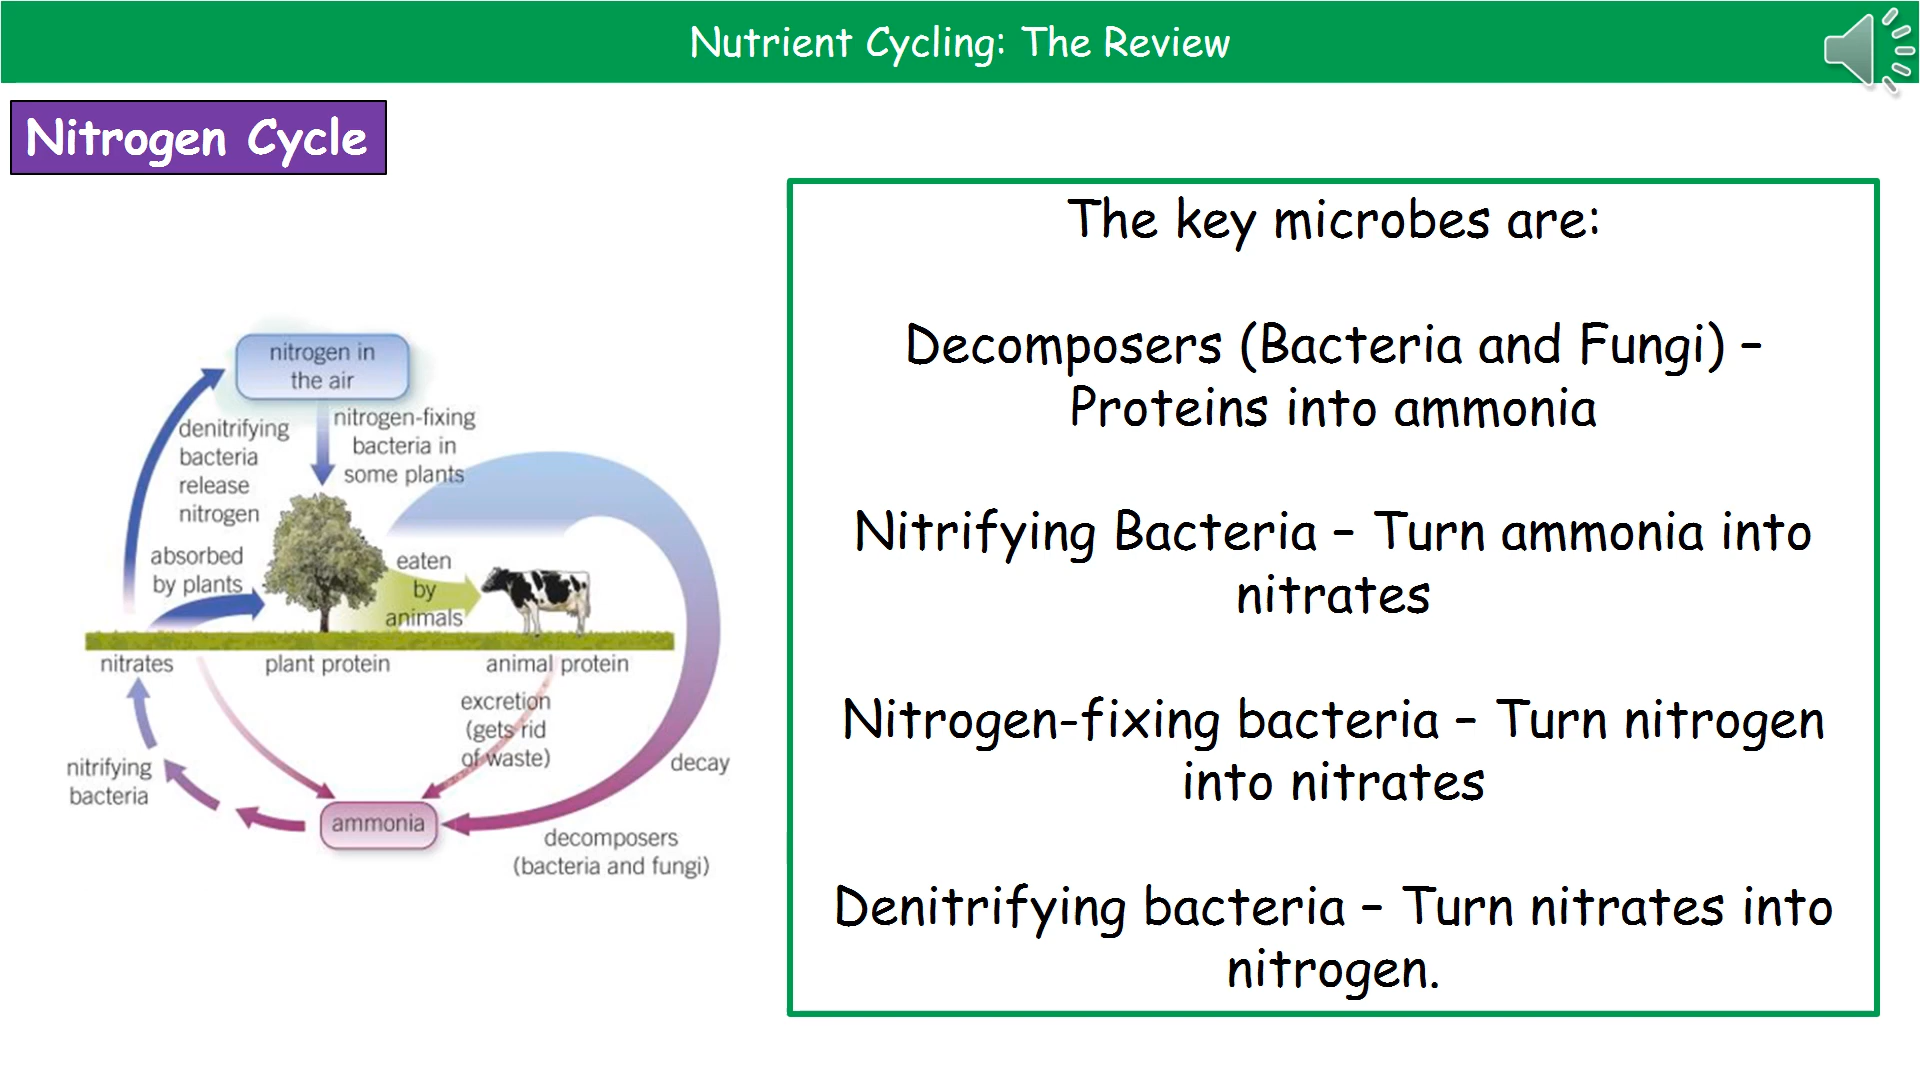 Nutrient Cycling: The Review
Nitrogen Cycle
nitrogen in
the air
denitrifying
bacteria
release
nitrogen
nitrogen-fixing
bacteria in
some plants
absorbed
by plants
eaten
by
animals
nitrates
plant protein
animal protein
excretion
(gets rid
of waste)
decay
nitrifying
bacteria
ammonia
decomposers
(bacteria and fungi)
The key microbes are:
Decomposers (Bacteria and Fungi) –
Proteins into ammonia
Nitrifying Bacteria – Turn ammonia into
nitrates
Nitrogen-fixing bacteria – Turn nitrogen
into nitrates
Denitrifying bacteria – Turn nitrates into
nitrogen.